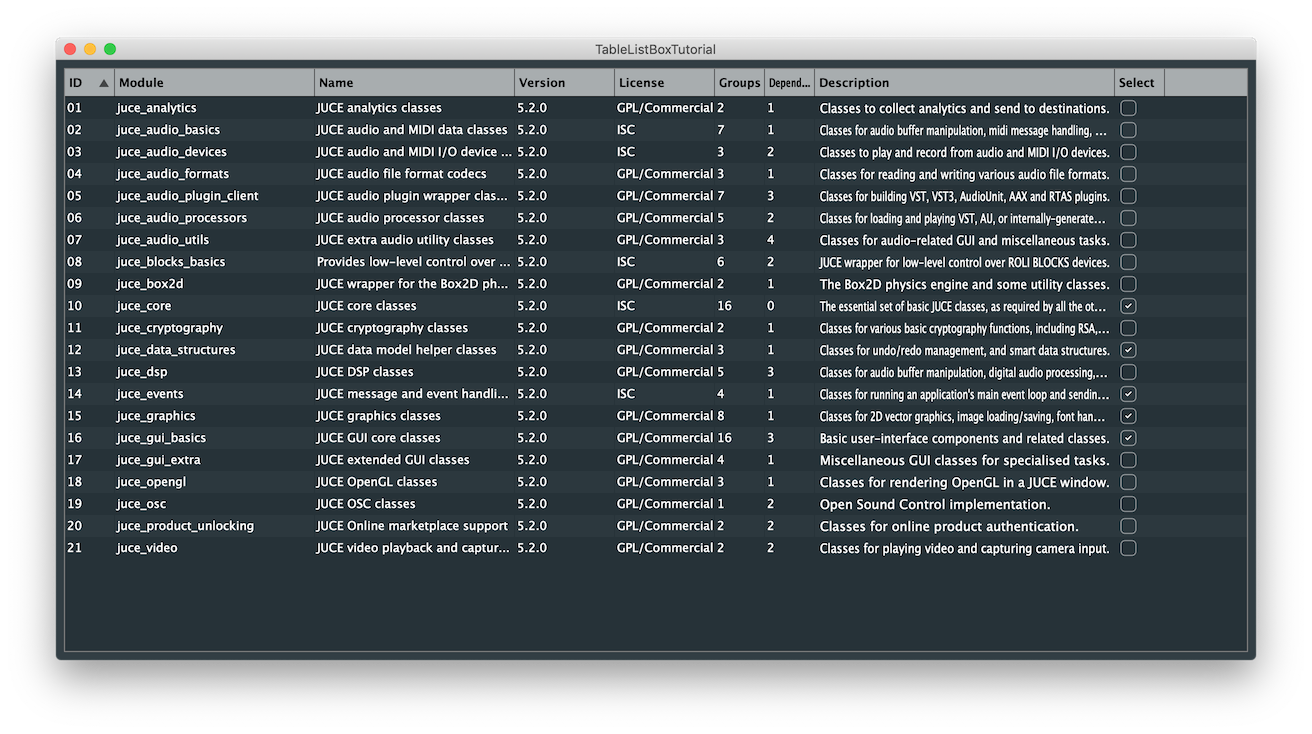 TableListBoxTutorial
ID Module Name Version License Groups Depend... Description Select
01 juce_analytics JUCE analytics classes 5.2.0 GPL/Commercial 2 1 Classes to collect analytics and send to destinations.
02 juce_audio_basics JUCE audio and MIDI data classes 5.2.0 ISC 7 1 Classes for audio buffer manipulation, midi message handling, ...
03 juce_audio_devices JUCE audio and MIDI I/O device ... 5.2.0 ISC 3 2 Classes to play and record from audio and MIDI I/O devices.
04 juce_audio_formats JUCE audio file format codecs 5.2.0 GPL/Commercial 3 1 Classes for reading and writing various audio file formats.
05 juce_audio_plugin_client JUCE audio plugin wrapper clas... 5.2.0 GPL/Commercial 7 3 Classes for building VST, VST3, AudioUnit, AAX and RTAS plugins.
06 juce_audio_processors JUCE audio processor classes 5.2.0 GPL/Commercial 5 2 Classes for loading and playing VST, AU, or internally-generate...
07 juce_audio_utils JUCE extra audio utility classes 5.2.0 GPL/Commercial 3 4 Classes for audio-related GUI and miscellaneous tasks.
08 juce_blocks_basics Provides low-level control over ... 5.2.0 ISC 6 2 JUCE wrapper for low-level control over ROLI BLOCKS devices.
09 juce_box2d JUCE wrapper for the Box2D ph... 5.2.0 GPL/Commercial 2 1 The Box2D physics engine and some utility classes.
10 juce_core JUCE core classes 5.2.0 ISC 16 0 The essential set of basic JUCE classes, as required by all the ot...
11 juce_cryptography JUCE cryptography classes 5.2.0 GPL/Commercial 2 1 Classes for various basic cryptography functions, including RSA,...
12 juce_data_structures JUCE data model helper classes 5.2.0 GPL/Commercial 3 1 Classes for undo/redo management, and smart data structures.
13 juce_dsp JUCE DSP classes 5.2.0 GPL/Commercial 5 3 Classes for audio buffer manipulation, digital audio processing,...
14 juce_events JUCE message and event handli... 5.2.0 ISC 4 1 Classes for running an application's main event loop and sendin...
15 juce_graphics JUCE graphics classes 5.2.0 GPL/Commercial 8 1 Classes for 2D vector graphics, image loading/saving, font han...
16 juce_gui_basics JUCE GUI core classes 5.2.0 GPL/Commercial 16 3 Basic user-interface components and related classes.
17 juce_gui_extra JUCE extended GUI classes 5.2.0 GPL/Commercial 4 1 Miscellaneous GUI classes for specialised tasks.
18 juce_opengl JUCE OpenGL classes 5.2.0 GPL/Commercial 3 1 Classes for rendering OpenGL in a JUCE window.
19 juce_osc JUCE OSC classes 5.2.0 GPL/Commercial 1 2 Open Sound Control implementation.
20 juce_product_unlocking JUCE Online marketplace support 5.2.0 GPL/Commercial 2 2 Classes for online product authentication.
21 juce_video JUCE video playback and captur... 5.2.0 GPL/Commercial 2 2 Classes for playing video and capturing camera input.